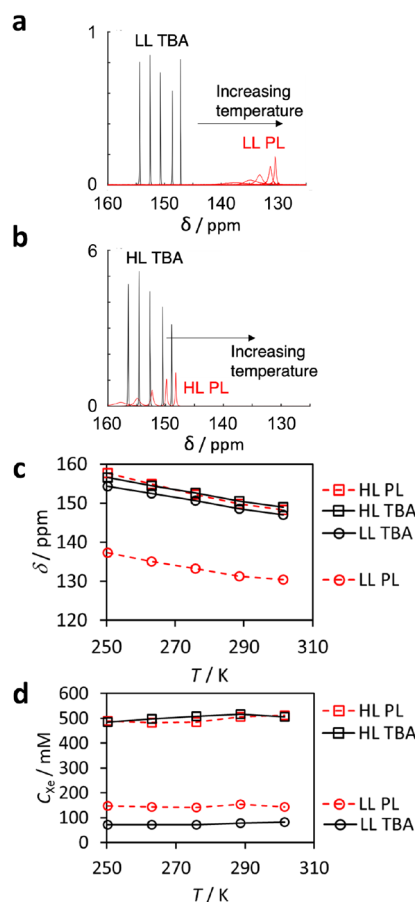 a
1
LL TBA
Increasing
temperature
LL PL
0
160 150 140 130
δ / ppm
b
6
HL TBA
Increasing
temperature
HL PL
0
160 150 140 130
δ / ppm
c
160
150
140
130
120
δ / ppm
HL PL
HL TBA
LL TBA
LL PL
250 270 290 310
T / K
d
600
500
400
300
200
100
0
CXe / mM
HL PL
HL TBA
LL PL
LL TBA
250 270 290 310
T / K